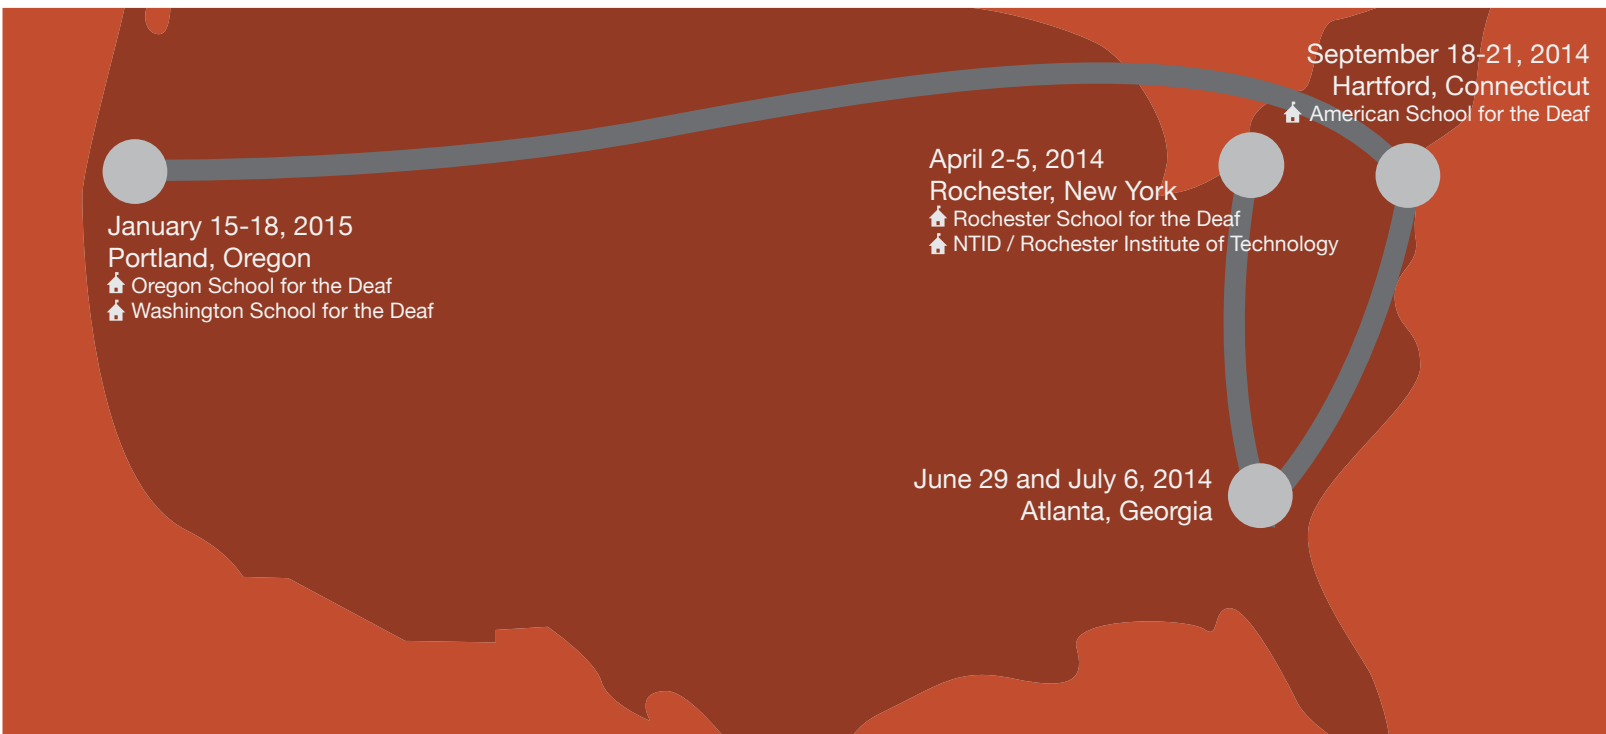 September 18-21, 2014
Hartford, Connecticut
American School for the Deaf
April 2-5, 2014
Rochester, New York
Rochester School for the Deaf
NTID / Rochester Institute of Technology
January 15-18, 2015
Portland, Oregon
Oregon School for the Deaf
Washington School for the Deaf
June 29 and July 6, 2014
Atlanta, Georgia